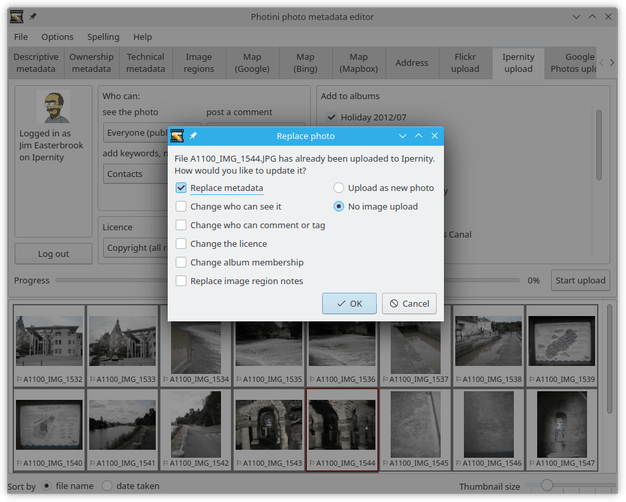 Photini photo metadata editor
File Options Spelling Help
Descriptive metadata
Ownership metadata
Technical metadata
Image regions
Map (Google)
Map (Bing)
Map (Mapbox)
Address
Flickr upload
Ipernity upload
Google
Photos
Logged in as
Jim Easterbrook
on Ipernity
Log out
Who can:
see the photo
post a comment
Everyone (publ
add keywords, n
Contacts
Licence
Copyright (all r
Add to albums
Holiday 2012/07
s Canal
Replace photo
File A1100_IMG_1544.JPG has already been uploaded to Ipernity.
How would you like to update it?
Replace metadata
Upload as new photo
Change who can see it
No image upload
Change who can comment or tag
Change the licence
Change album membership
Replace image region notes
OK
Cancel
Progress
0%
Start upload
A1100_IMG_1532
A1100_IMG_1533
A1100_IMG_1534
A1100_IMG_1535
A1100_IMG_1536
A1100_IMG_1537
A1100_IMG_1538
A1100_IMG_1539
A1100_IMG_1540
A1100_IMG_1541
A1100_IMG_1542
A1100_IMG_1543
A1100_IMG_1544
A1100_IMG_1545
A1100_IMG_1546
A1100_IMG_1547
Sort by file name date taken
Thumbnail size